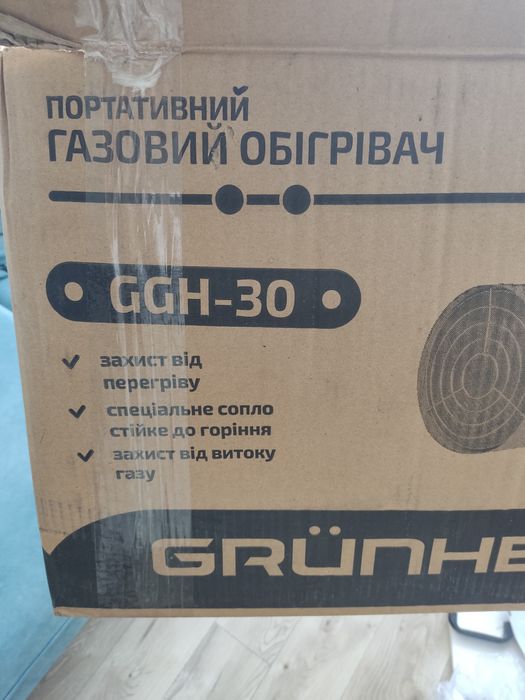 ПОРТАТИВНИЙ
ГАЗОВИЙ ОБІГРІВАЧ
GGH-30
захист від
перегріву
спеціальне сопло
стійке до горіння
захист від витоку
газу
GRÜNHE